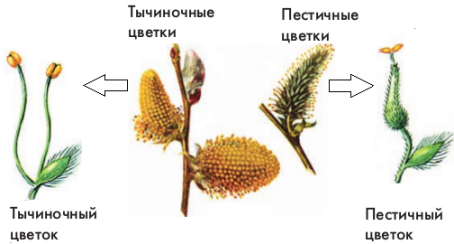 Тычиночные
цветки
Пестичные
цветки
Тычиночный
цветок
Пестичный
цветок